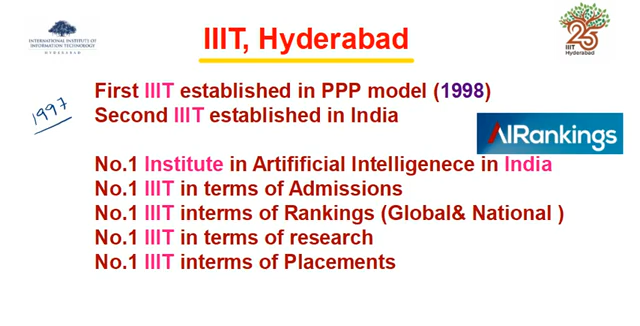 INTERNATIONAL INSTITUTE OF
INFORMATION TECHNOLOGY
HYDERABAD
IIIT, Hyderabad
IIIT 25
Hyderabad
First IIIT established in PPP model (1998)
1997
Second IIIT established in India
AIRankings
No.1 Institute in Artifificial Intelligenece in India
No.1 IIIT in terms of Admissions
No.1 IIIT interms of Rankings (Global& National )
No.1 IIIT in terms of research
No.1 IIIT interms of Placements